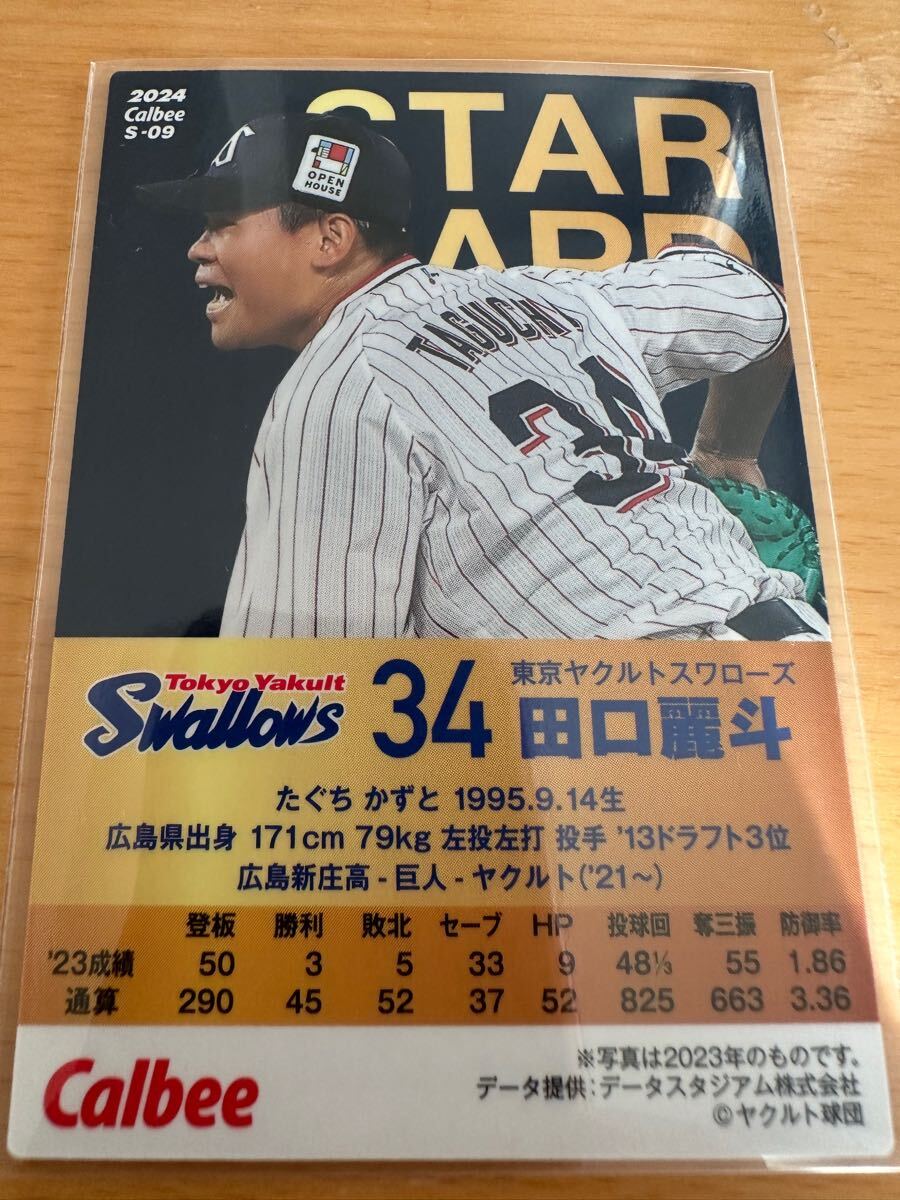 2024
Calbee
S-09
STAR
CARD
OPEN
HOUSE
TAGUCHI
34
Tokyo Yakult
Swallows
34
東京ヤクルトスワローズ
田口麗斗
たぐち かずと 1995.9.14生
広島県出身 171cm 79kg 左投左打 投手 '13ドラフト3位
広島新庄高 - 巨人 - ヤクルト('21～)
登板 勝利 敗北 セーブ HP 投球回 奪三振 防御率
'23成績 50 3 5 33 9 48⅓ 55 1.86
通算 290 45 52 37 52 825 663 3.36
Calbee
※写真は2023年のものです。
データ提供：データスタジアム株式会社
©ヤクルト球団